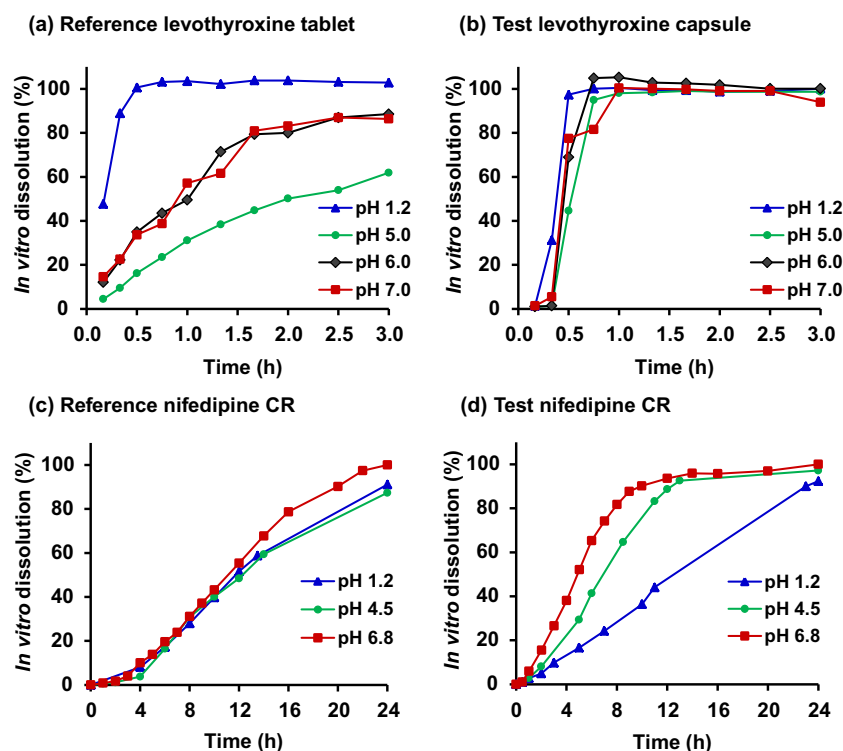 (a) Reference levothyroxine tablet
In vitro dissolution (%)
100
80
60
40
20
0
0.0 0.5 1.0 1.5 2.0 2.5 3.0
Time (h)
pH 1.2
pH 5.0
pH 6.0
pH 7.0
(b) Test levothyroxine capsule
In vitro dissolution (%)
100
80
60
40
20
0
0.0 0.5 1.0 1.5 2.0 2.5 3.0
Time (h)
pH 1.2
pH 5.0
pH 6.0
pH 7.0
(c) Reference nifedipine CR
In vitro dissolution (%)
100
80
60
40
20
0
0 4 8 12 16 20 24
Time (h)
pH 1.2
pH 4.5
pH 6.8
(d) Test nifedipine CR
In vitro dissolution (%)
100
80
60
40
20
0
0 4 8 12 16 20 24
Time (h)
pH 1.2
pH 4.5
pH 6.8